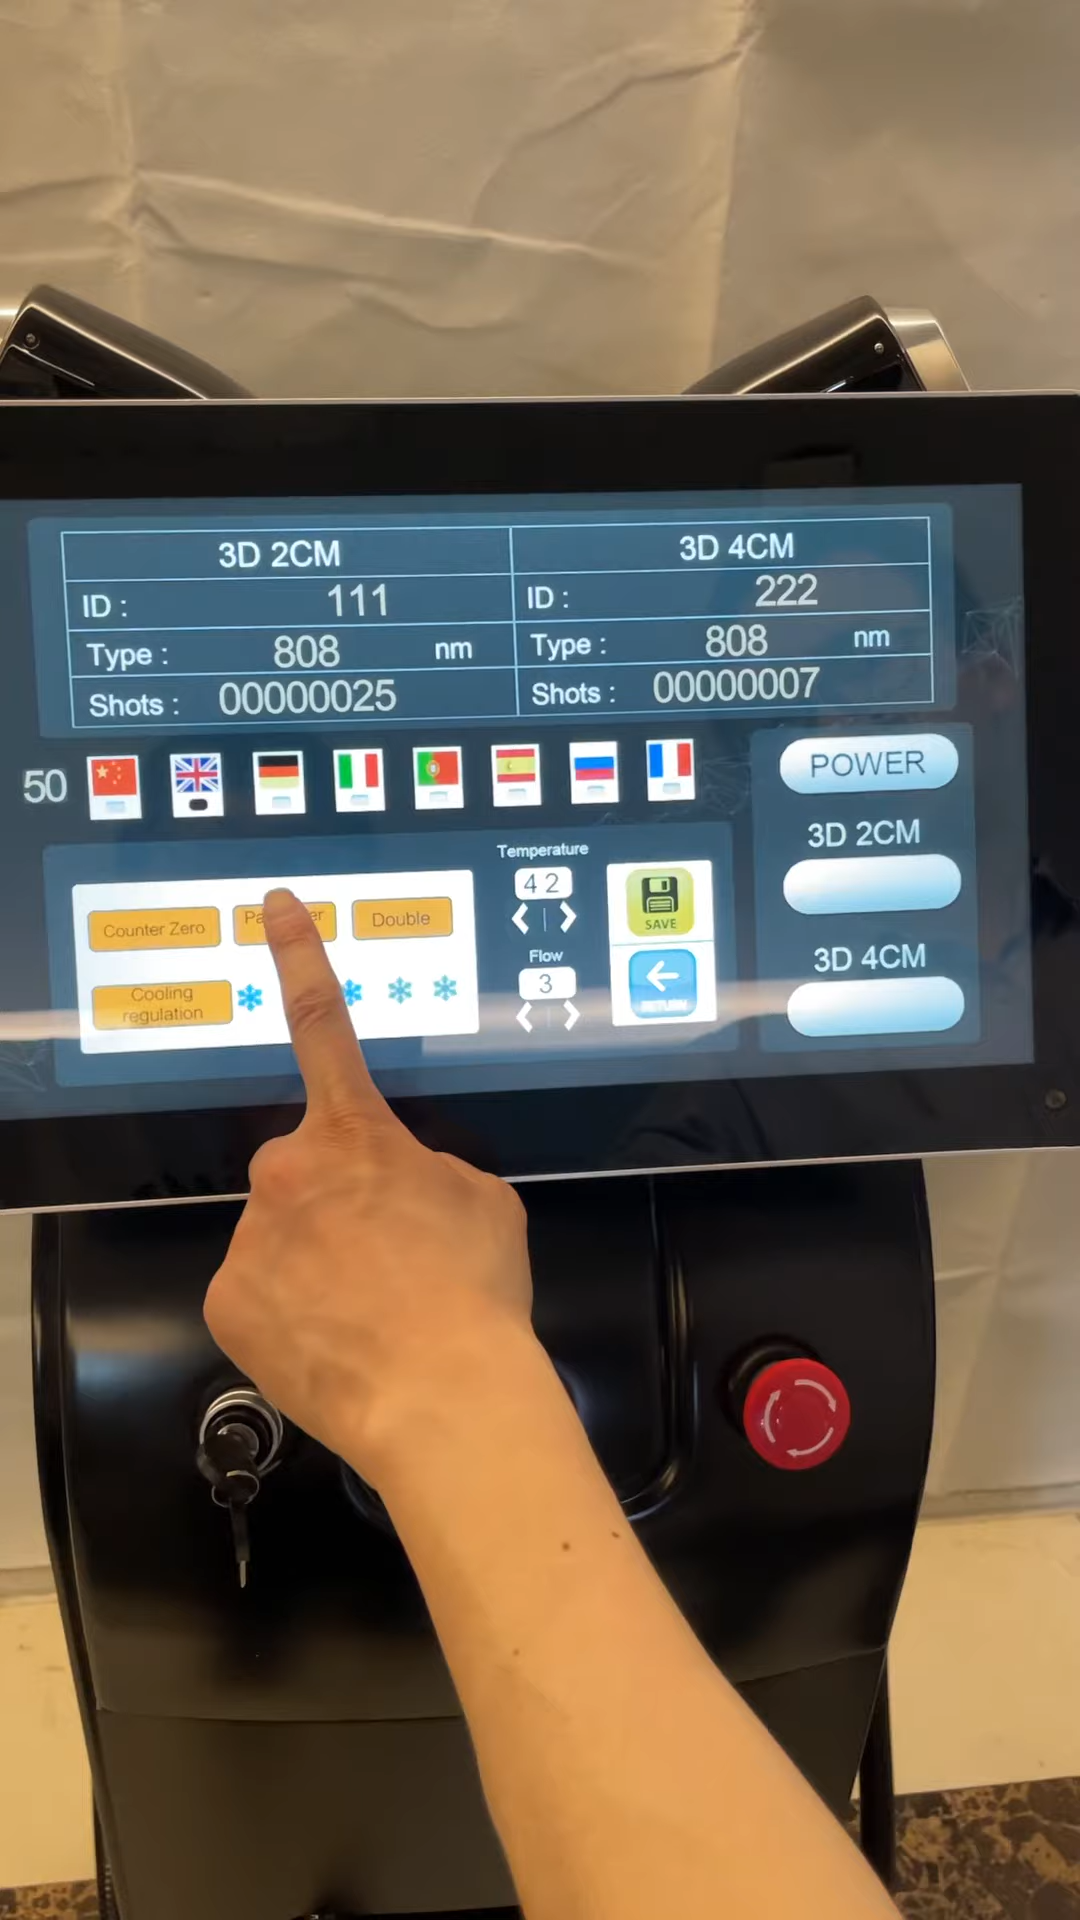 3D 2CM
3D 4CM
ID : 111
ID : 222
Type : 808 nm
Type : 808 nm
Shots : 00000025
Shots : 00000007
50
POWER
3D 2CM
3D 4CM
Temperature
42
Flow
3
Counter Zero
Double
Cooling
regulation
SAVE
RETURN